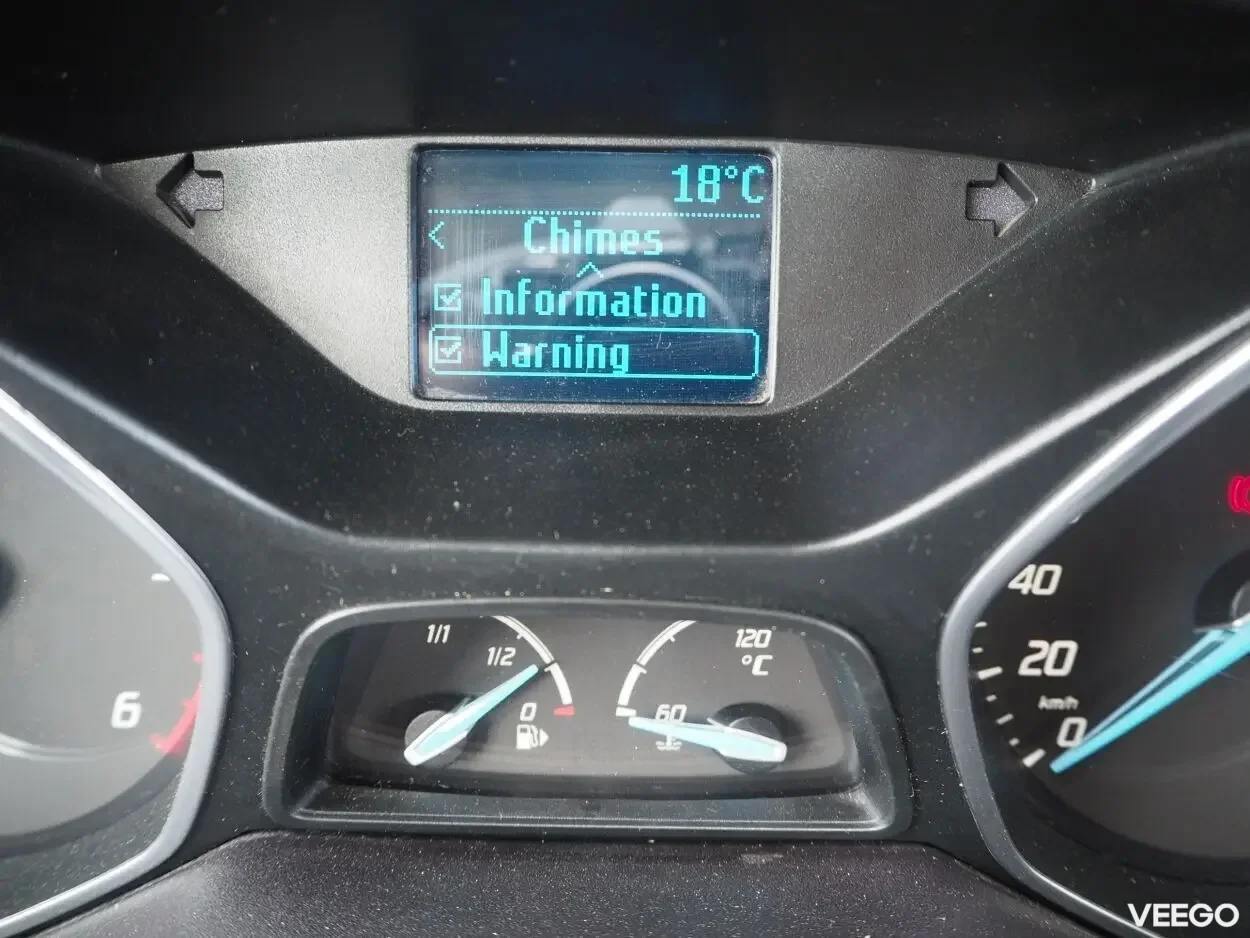 18°C
< Chimes
Information
Warning
1/1
1/2
0
120
°C
60
6
40
20
km/h
0
VEEGO